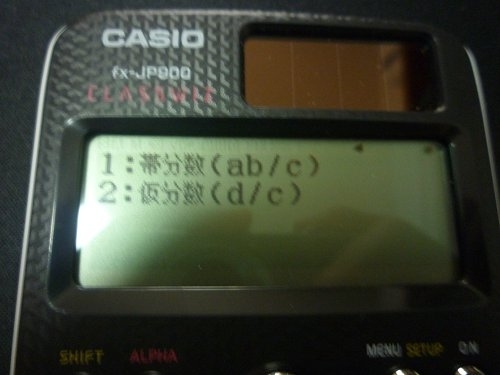 CASIO
fx-JP900
CLASSWIZ
1:帯分数(ab/c)
2:仮分数(d/c)
SHIFT ALPHA MENU SETUP ON